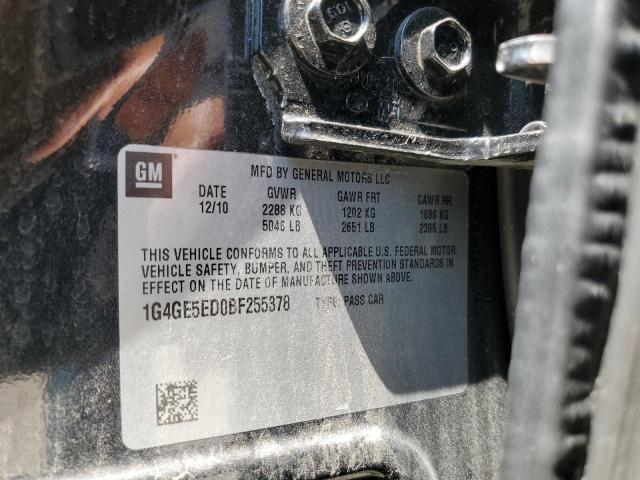 GM
MFD BY GENERAL MOTORS LLC
DATE GVWR GAWR FRT GAWR RR
12/10 2288 KG 1202 KG 1086 KG
5046 LB 2651 LB 2395 LB
THIS VEHICLE CONFORMS TO ALL APPLICABLE U.S. FEDERAL MOTOR
VEHICLE SAFETY, BUMPER, AND THEFT PREVENTION STANDARDS IN
EFFECT ON THE DATE OF MANUFACTURE SHOWN ABOVE.
1G4GE5ED0BF255378 TYPE: PASS CAR